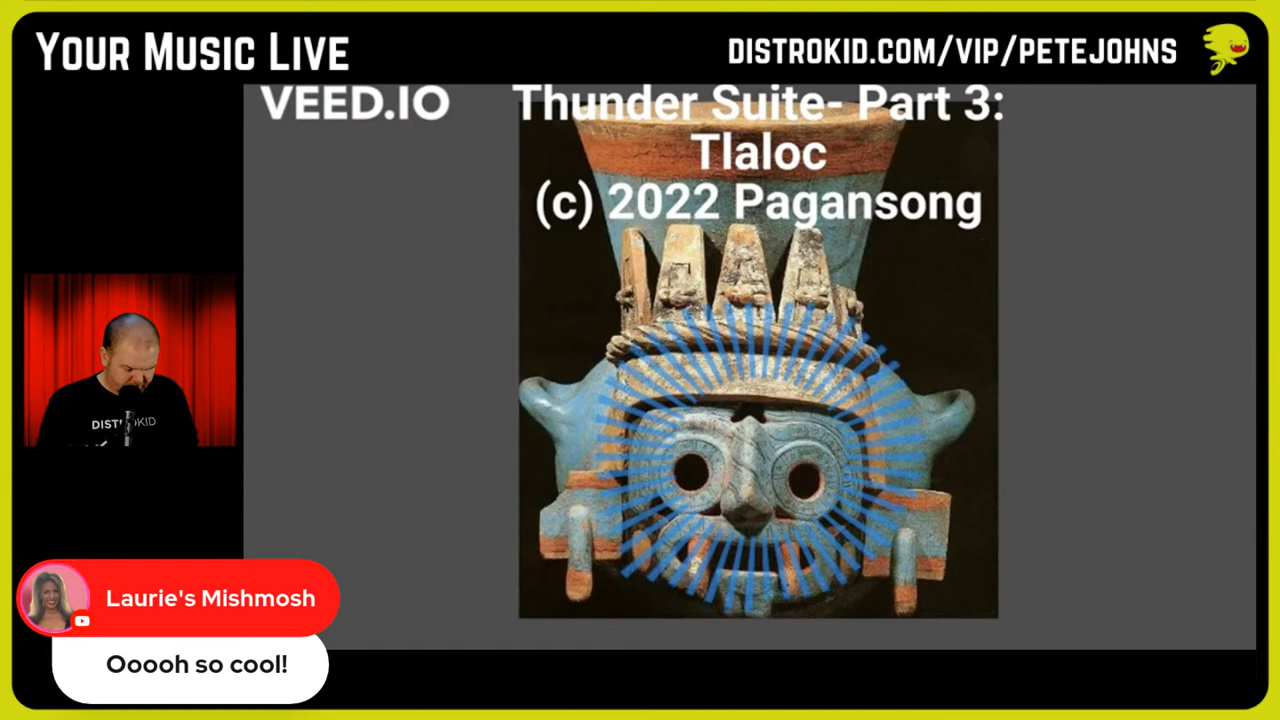 YOUR MUSIC LIVE
DISTROKID.COM/VIP/PETEJOHNS
VEED.IO
Thunder Suite- Part 3:
Tlaloc
(c) 2022 Pagansong
DISTROKID
Laurie's Mishmosh
Ooooh so cool!